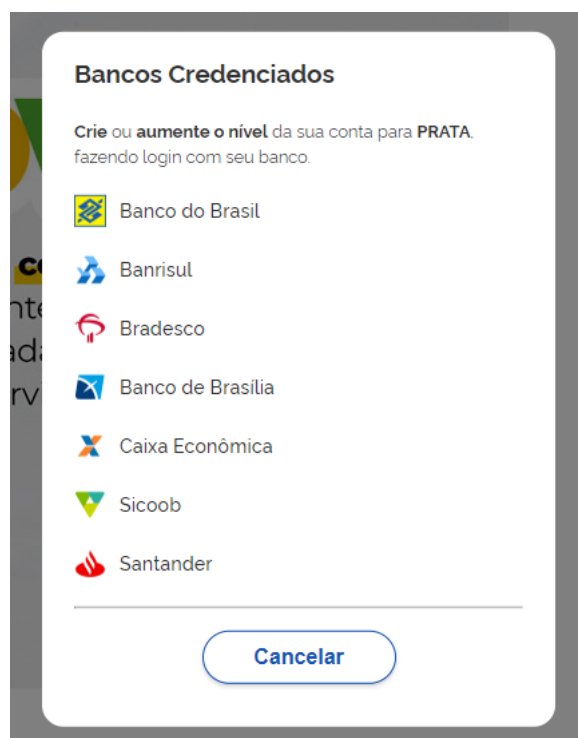 Bancos Credenciados
Crie ou aumente o nível da sua conta para PRATA,
fazendo login com seu banco.
Banco do Brasil
Banrisul
Bradesco
Banco de Brasília
Caixa Econômica
Sicoob
Santander
Cancelar